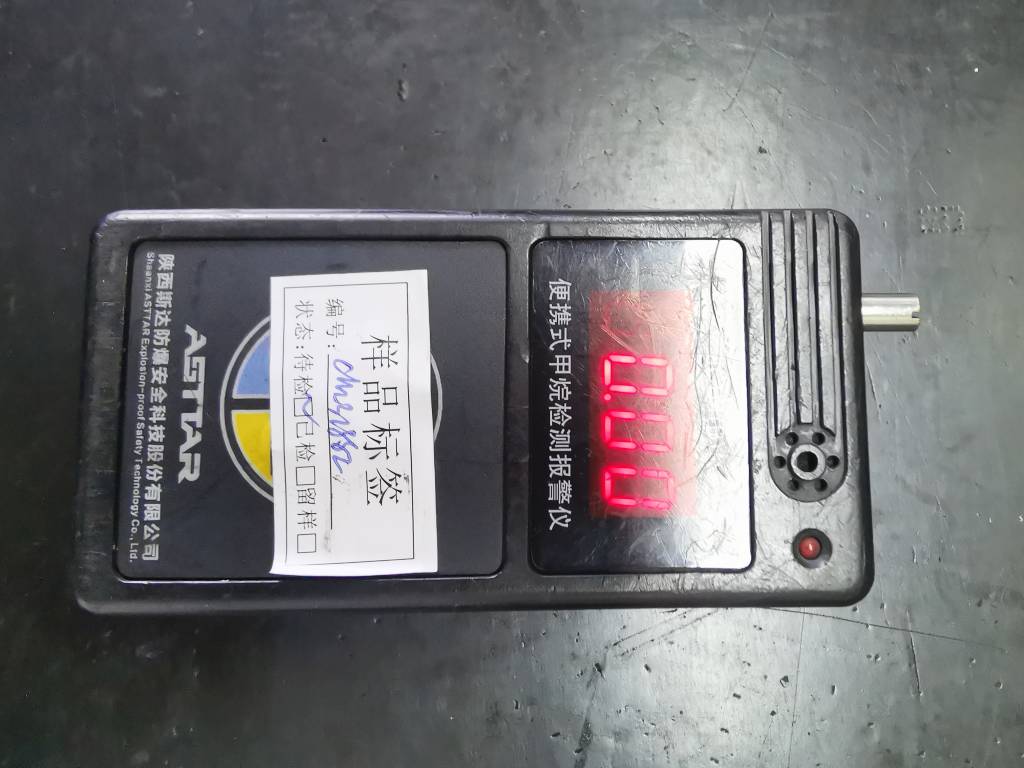 0.00
便携式甲烷检测报警仪
样品标签
编号:
状态:待检☑已检□留样□
ASTTAR
陕西斯达防爆安全科技股份有限公司
Shaanxi ASTTAR Explosion-proof Safety Technology Co., Ltd.